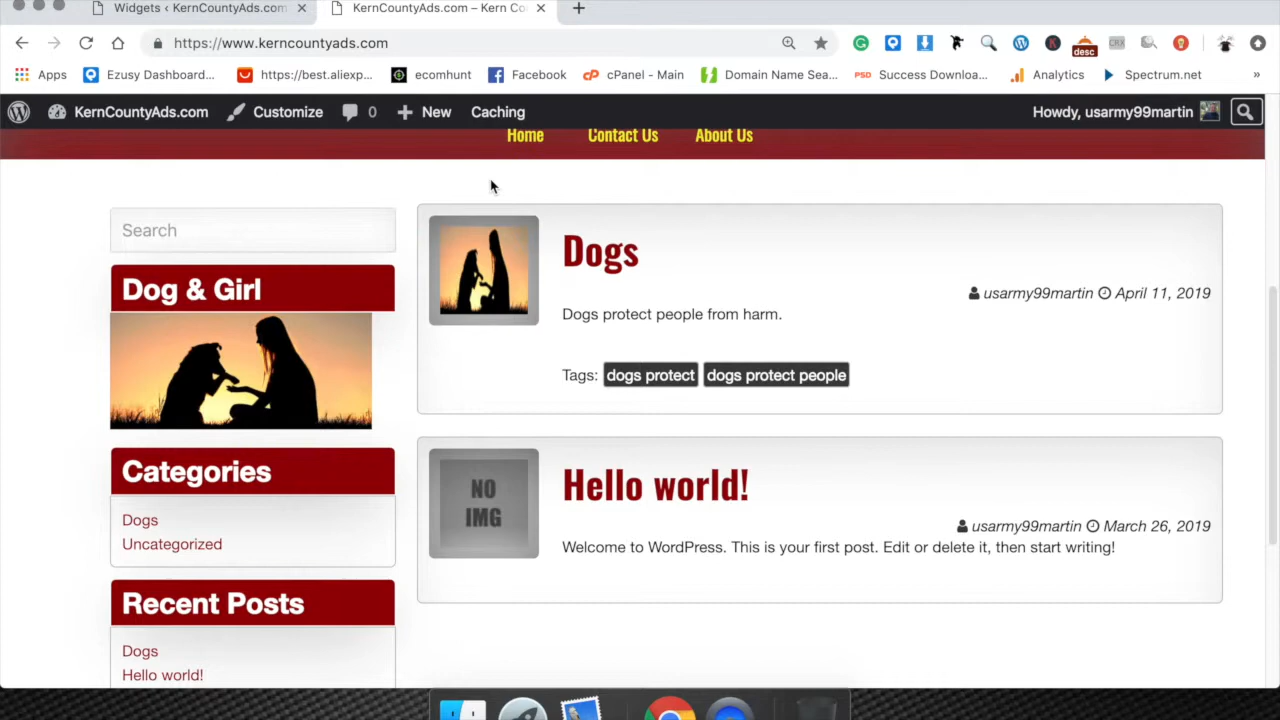 Widgets < KernCountyAds.com
KernCountyAds.com – Kern Co
https://www.kerncountyads.com
desc
CRX
Apps
Ezusy Dashboard...
https://best.aliexp...
ecomhunt
Facebook
cPanel - Main
Domain Name Sea...
PSD
Success Downloa...
Analytics
Spectrum.net
»
KernCountyAds.com
Customize
0
New
Caching
Howdy, usarmy99martin
Home
Contact Us
About Us
Search
Dog & Girl
Categories
Dogs
Uncategorized
Recent Posts
Dogs
Hello world!
Dogs
usarmy99martin April 11, 2019
Dogs protect people from harm.
Tags: dogs protect dogs protect people
NO
IMG
Hello world!
usarmy99martin March 26, 2019
Welcome to WordPress. This is your first post. Edit or delete it, then start writing!